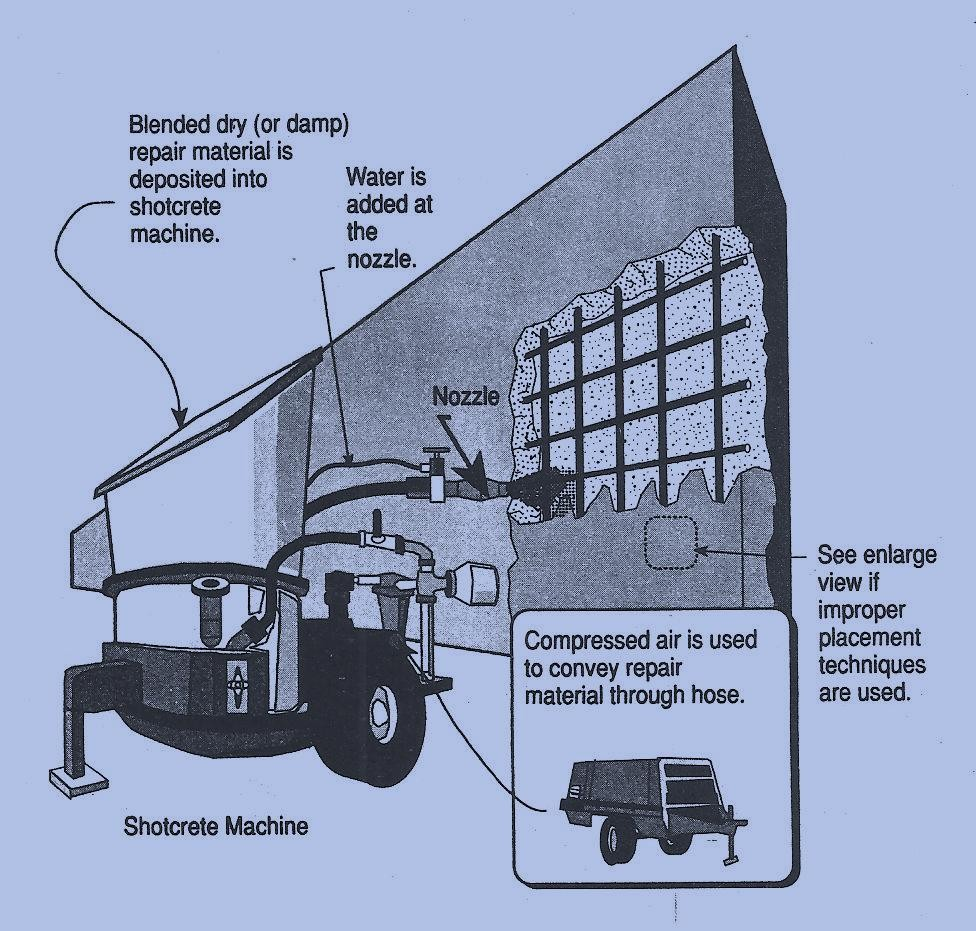 Blended dry (or damp)
repair material is
deposited into
shotcrete
machine.
Water is
added at
the
nozzle.
Nozzle
See enlarge
view if
improper
placement
techniques
are used.
Compressed air is used
to convey repair
material through hose.
Shotcrete Machine